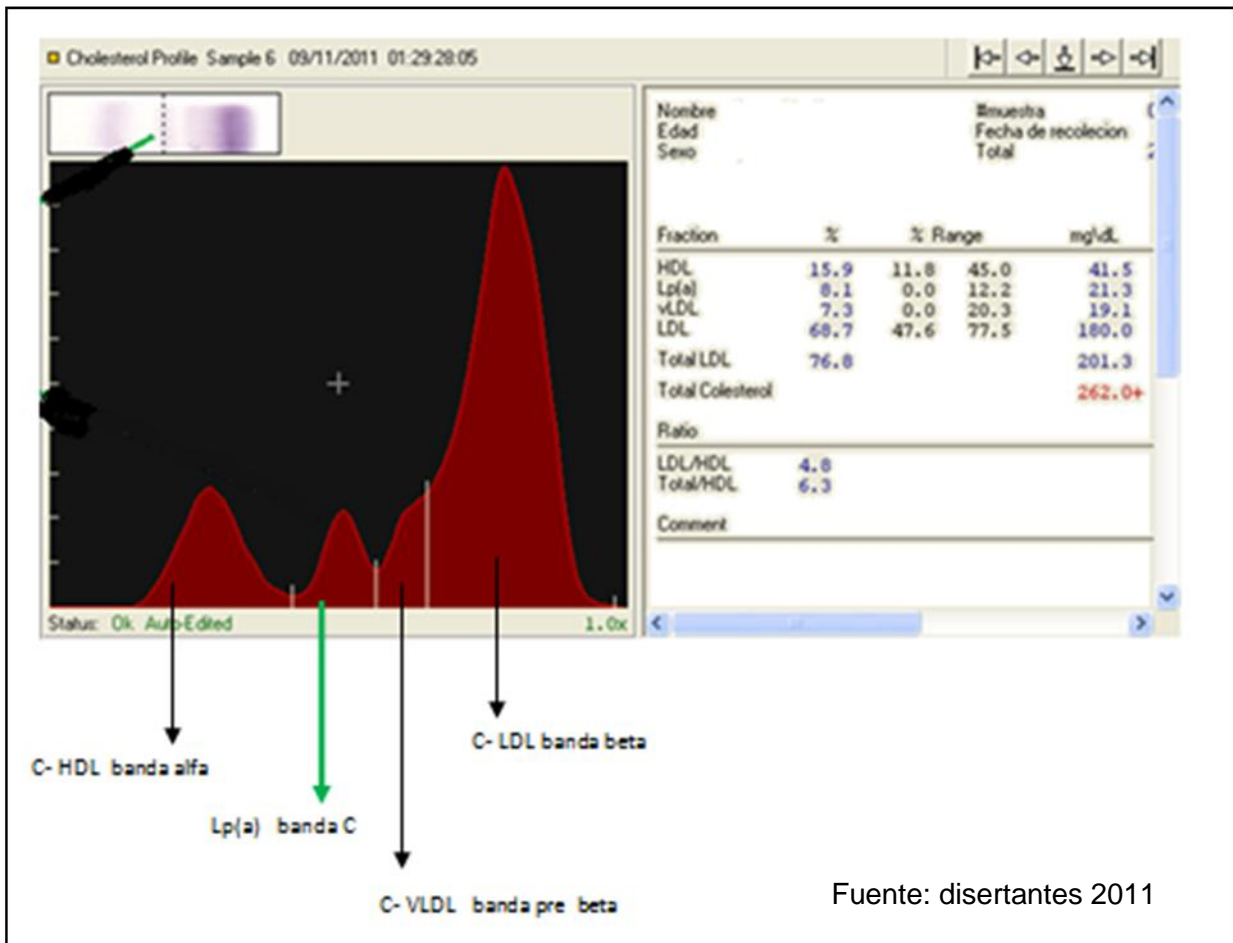 Cholesterol Profile Sample 6 09/11/2011 01:29:28:05
Nombre #muestra
Edad Fecha de recolecion
Sexo Total
Fraction % % Range mg\dL
HDL 15.9 11.8 45.0 41.5
Lp(a) 8.1 0.0 12.2 21.3
vLDL 7.3 0.0 20.3 19.1
LDL 68.7 47.6 77.5 180.0
Total LDL 76.8 201.3
Total Colesterol 262.0+
Ratio
LDL/HDL 4.8
Total/HDL 6.3
Comment
Status: Ok Auto-Edited 1.0x
C- LDL banda beta
C- HDL banda alfa
Lp(a) banda C
C- VLDL banda pre beta
Fuente: disertantes 2011